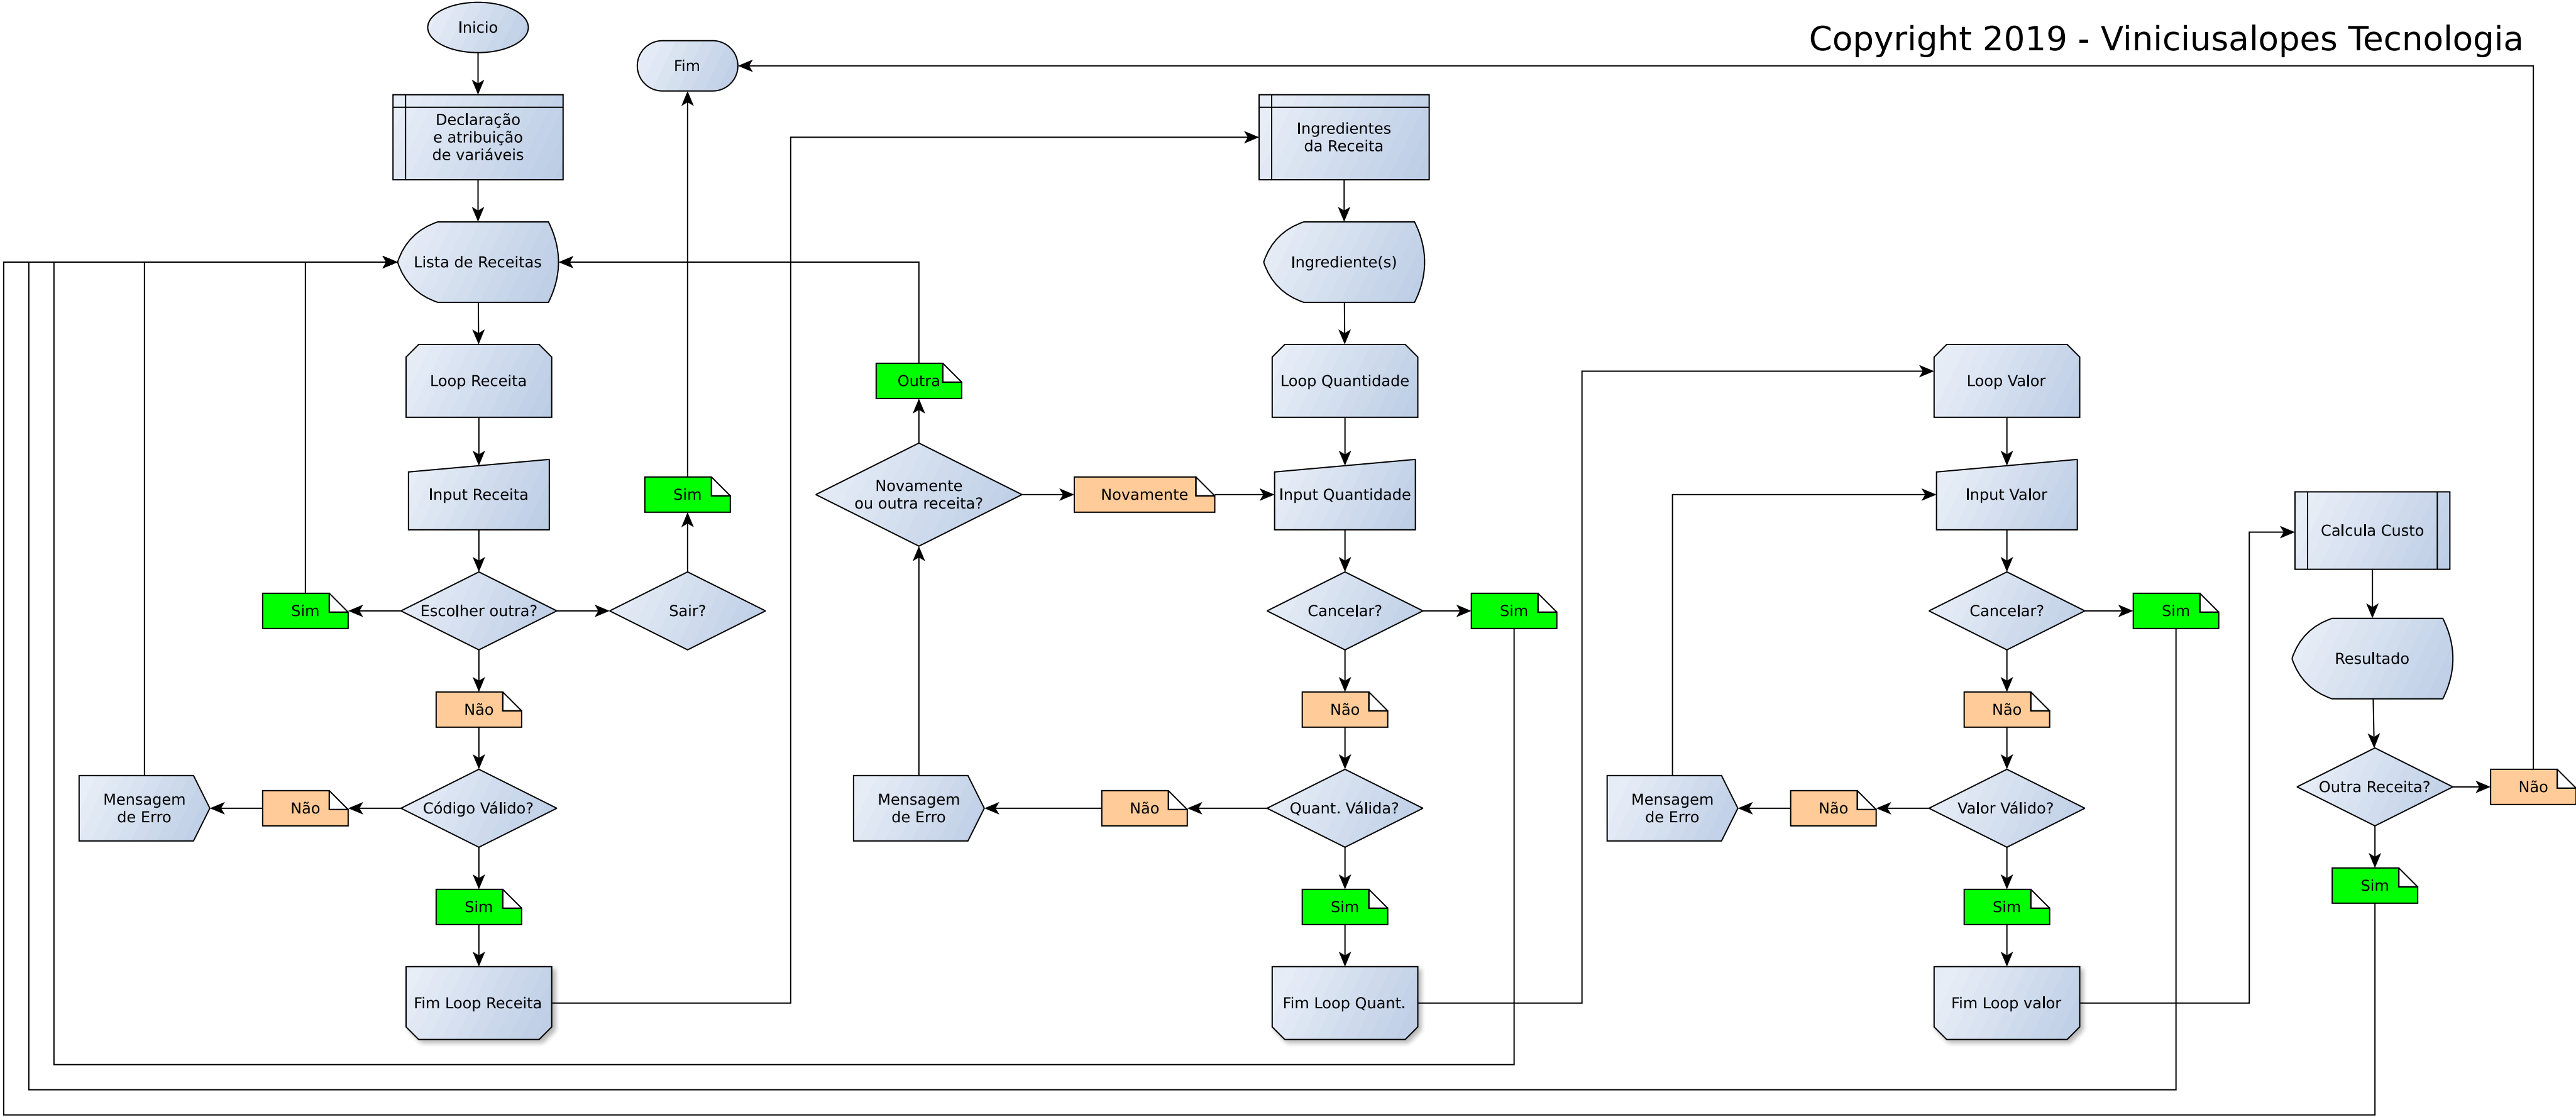 Copyright 2019 - Viniciusalopes Tecnologia
Inicio
Fim
Declaração
e atribuição
de variáveis
Lista de Receitas
Loop Receita
Input Receita
Escolher outra?
Sim
Sair?
Sim
Não
Código Válido?
Não
Mensagem
de Erro
Sim
Fim Loop Receita
Ingredientes
da Receita
Ingrediente(s)
Loop Quantidade
Input Quantidade
Outra
Novamente
ou outra receita?
Novamente
Cancelar?
Sim
Não
Quant. Válida?
Não
Mensagem
de Erro
Sim
Fim Loop Quant.
Loop Valor
Input Valor
Cancelar?
Sim
Não
Valor Válido?
Não
Mensagem
de Erro
Sim
Fim Loop valor
Calcula Custo
Resultado
Outra Receita?
Não
Sim